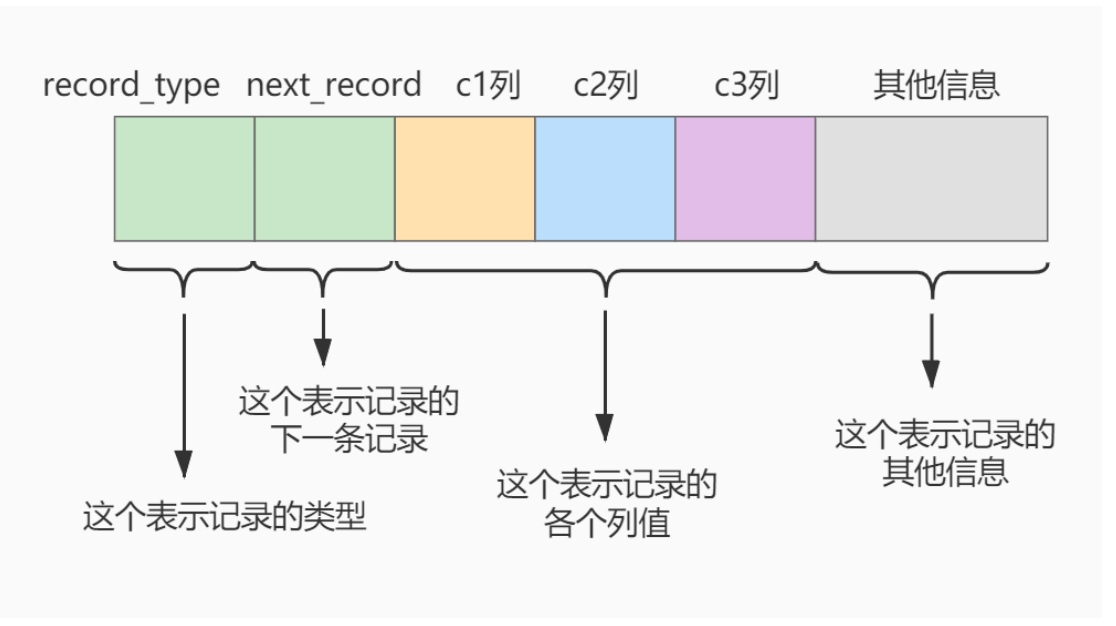 record_type next_record c1列 c2列 c3列 其他信息
这个表示记录的
下一条记录
这个表示记录的
其他信息
这个表示记录的
各个列值
这个表示记录的类型